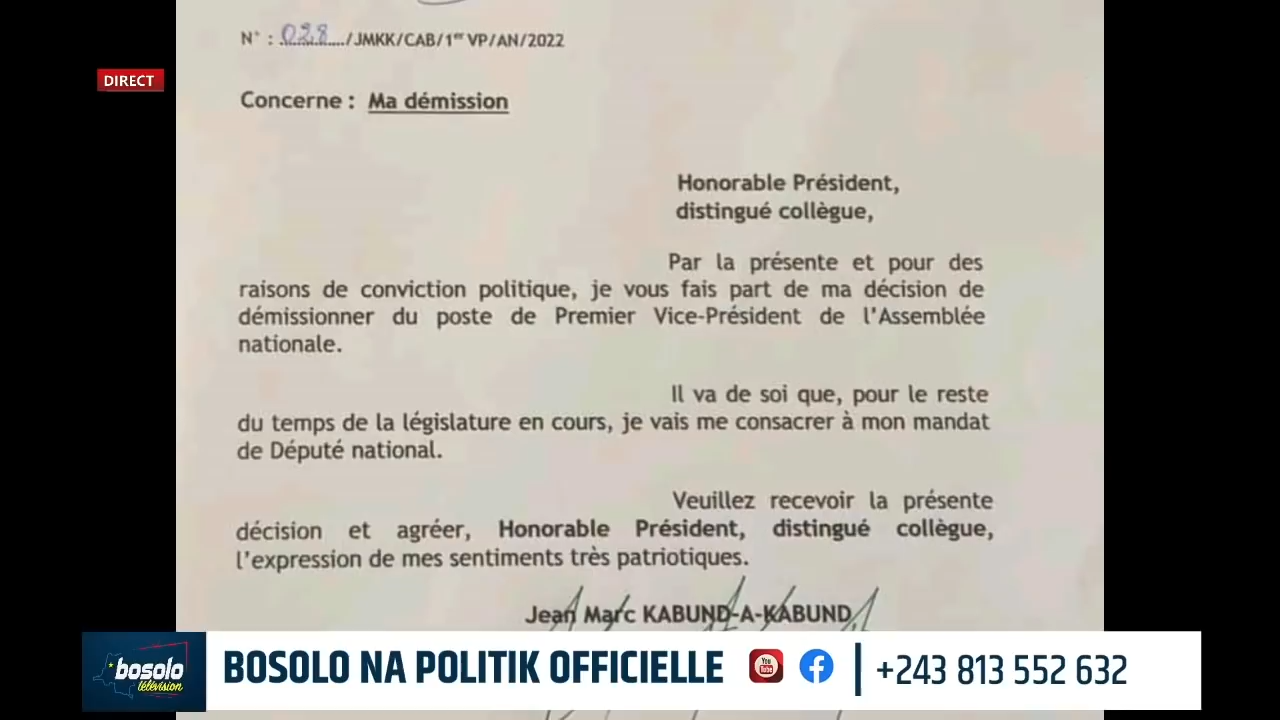 N° : 028/JMKK/CAB/1er VP/AN/2022
DIRECT
Concerne : Ma démission
Honorable Président,
distingué collègue,
Par la présente et pour des
raisons de conviction politique, je vous fais part de ma décision de
démissionner du poste de Premier Vice-Président de l'Assemblée
nationale.
Il va de soi que, pour le reste
du temps de la législature en cours, je vais me consacrer à mon mandat
de Député national.
Veuillez recevoir la présente
décision et agréer, Honorable Président, distingué collègue,
l'expression de mes sentiments très patriotiques.
Jean Marc KABUND-A-KABUND
bosolo
télévision
BOSOLO NA POLITIK OFFICIELLE
You
Tube
+243 813 552 632